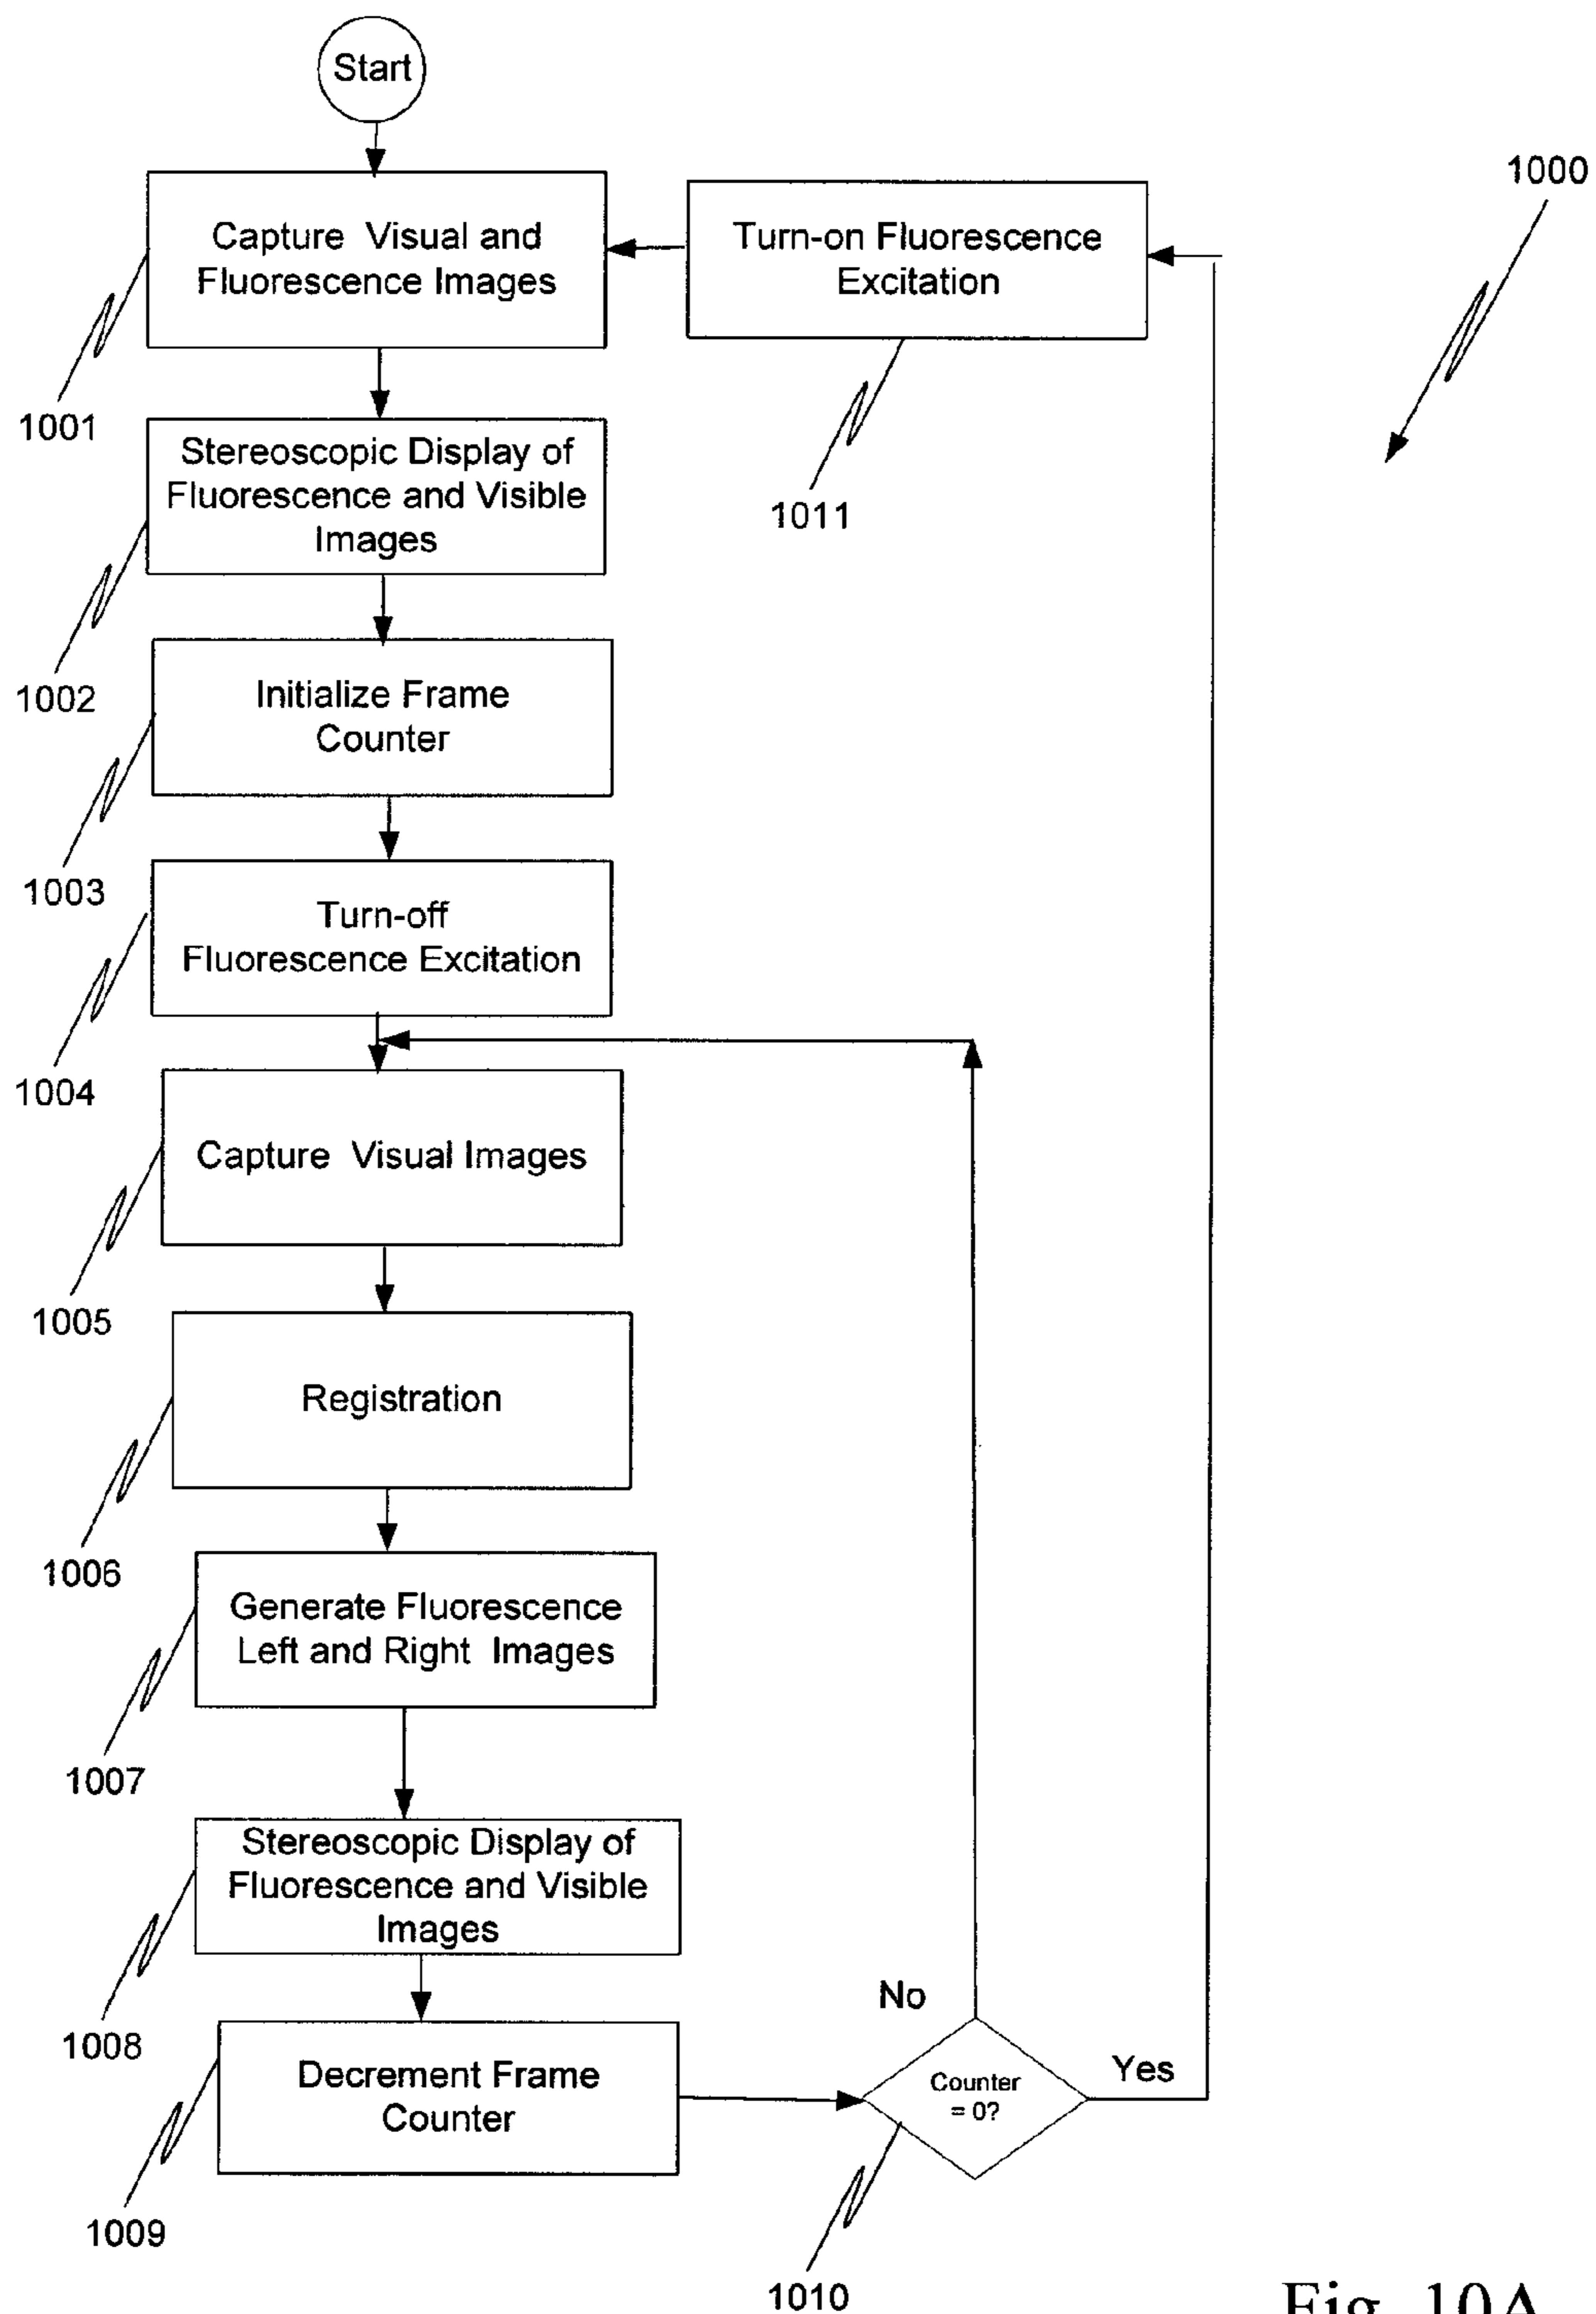 Start
1000
Capture Visual and
Fluorescence Images
Turn-on Fluorescence
Excitation
1001
1011
Stereoscopic Display of
Fluorescence and Visible
Images
1002
Initialize Frame
Counter
1003
Turn-off
Fluorescence Excitation
1004
Capture Visual Images
1005
Registration
1006
Generate Fluorescence
Left and Right Images
1007
Stereoscopic Display of
Fluorescence and Visible
Images
1008
No
Yes
Counter
= 0?
Decrement Frame
Counter
1009
1010
Fig. 10A